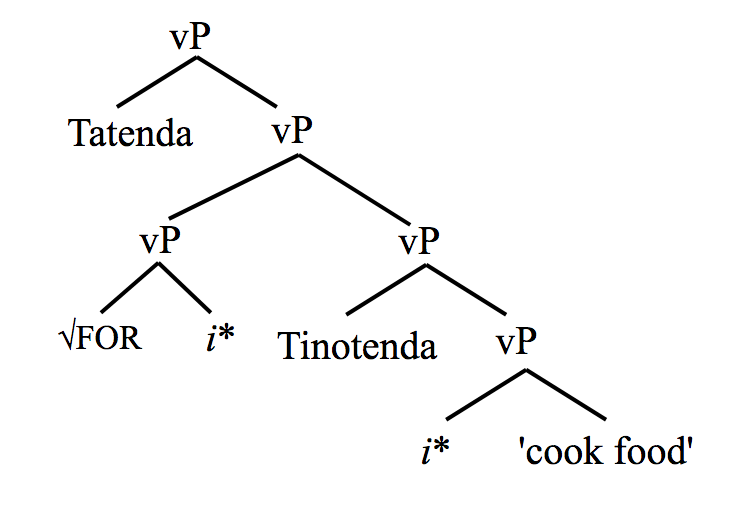 vP
Tatenda vP
vP vP
√FOR i* Tinotenda vP
i* 'cook food'